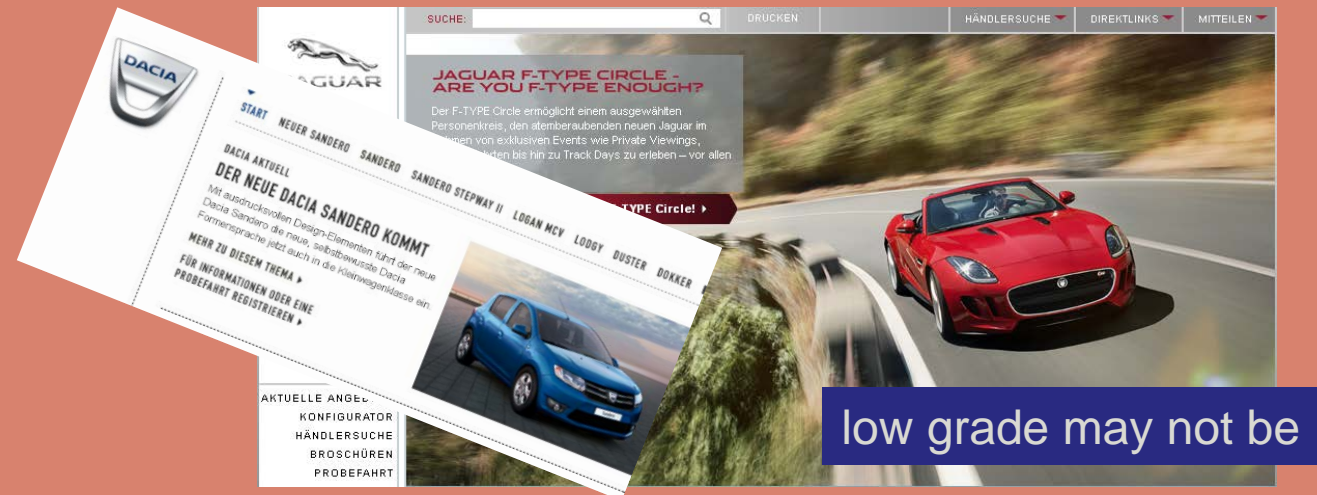 SUCHE:
DRUCKEN
HÄNDLERSUCHE
DIREKTLINKS
MITTEILEN
JAGUAR F-TYPE CIRCLE -
ARE YOU F-TYPE ENOUGH?
Der F-TYPE Circle ermöglicht einem ausgewählten
Personenkreis, den atemberaubenden neuen Jaguar im
von exklusiven Events wie Private Viewings,
bis hin zu Track Days zu erleben – vor allen
Circle!
DACIA
START NEUER SANDERO SANDERO SANDERO STEPWAY II LOGAN MCV LODGY DUSTER DOKKER
DACIA AKTUELL
DER NEUE DACIA SANDERO KOMMT
Mit ausdrucksvollen Design-Elementen führt der neue
Dacia Sandero die neue, selbstbewusste Dacia
Formensprache jetzt auch in die Kleinwagenklasse ein.
MEHR ZU DIESEM THEMA
FÜR INFORMATIONEN ODER EINE
PROBEFAHRT REGISTRIEREN
AKTUELLE
KONFIGURATOR
HÄNDLERSUCHE
BROSCHÜREN
PROBEFAHRT
low grade may not be